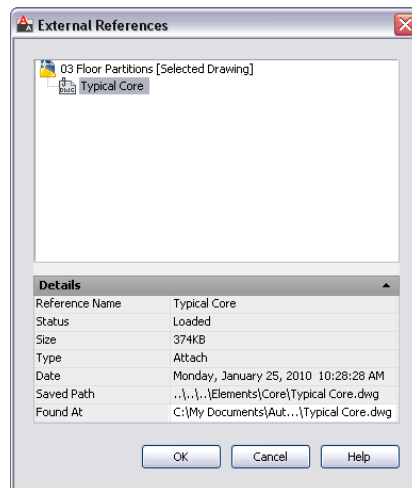 External References
03 Floor Partitions [Selected Drawing]
Typical Core
Details
Reference Name Typical Core
Status Loaded
Size 374KB
Type Attach
Date Monday, January 25, 2010 10:28:28 AM
Saved Path ..\..\..\Elements\Core\Typical Core.dwg
Found At C:\My Documents\Aut...\Typical Core.dwg
OK Cancel Help